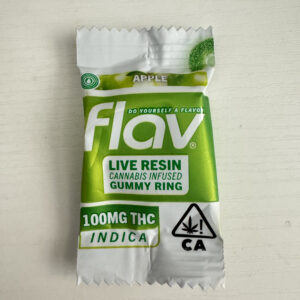 APPLE
DO YOURSELF A FLAVOR
flav®
LIVE RESIN
CANNABIS INFUSED
GUMMY RING
100MG THC
INDICA
!
CA